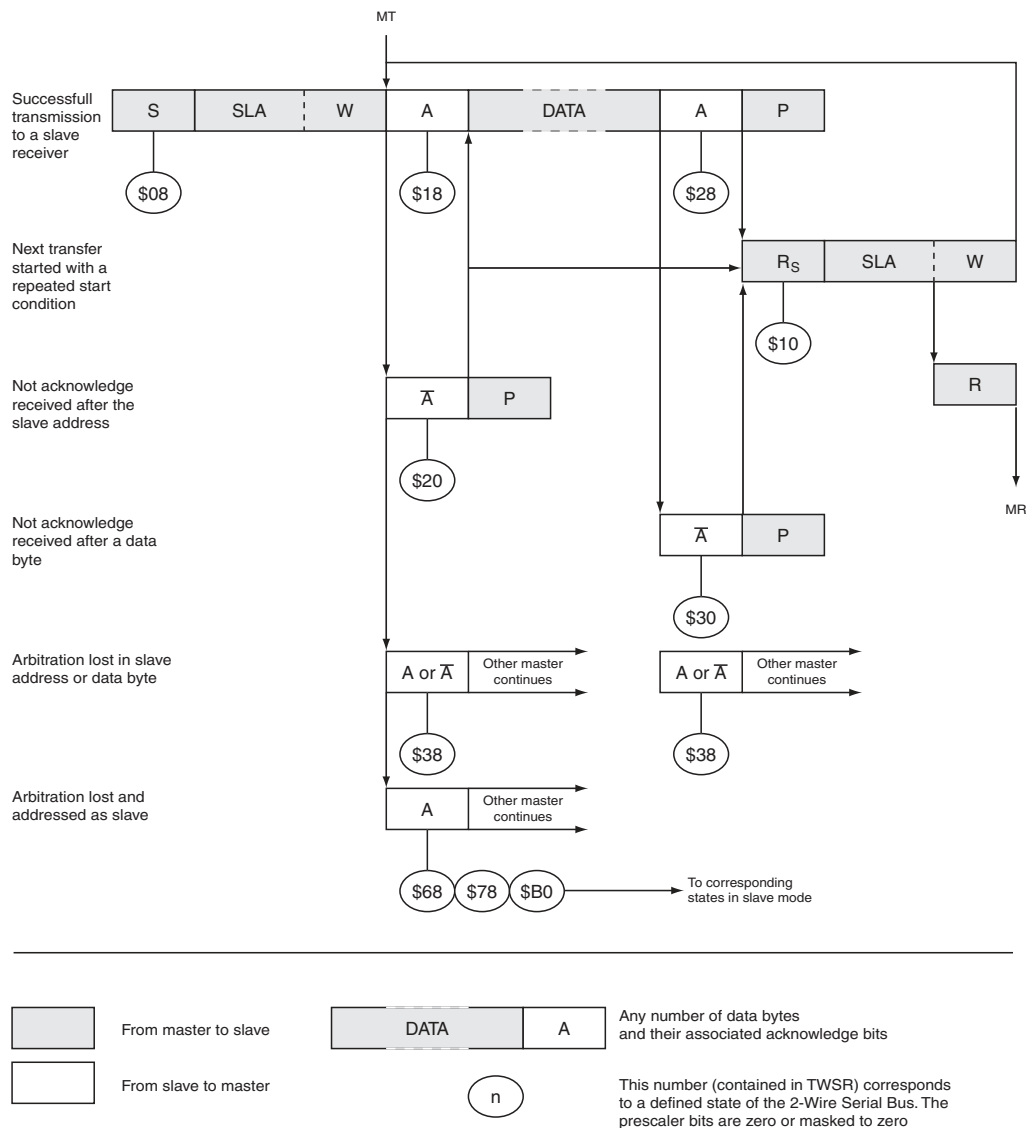 MT
Successfull
transmission
to a slave
receiver
S SLA W A DATA A P
$08 $18 $28
Next transfer
started with a
repeated start
condition
RS SLA W
$10
Not acknowledge
received after the
slave address
A̅ P
R
$20
MR
Not acknowledge
received after a data
byte
A̅ P
$30
Arbitration lost in slave
address or data byte
A or A̅ Other master
continues
A or A̅ Other master
continues
$38 $38
Arbitration lost and
addressed as slave
A Other master
continues
$68 $78 $B0
To corresponding
states in slave mode
From master to slave
DATA A
Any number of data bytes
and their associated acknowledge bits
From slave to master
n
This number (contained in TWSR) corresponds
to a defined state of the 2-Wire Serial Bus. The
prescaler bits are zero or masked to zero